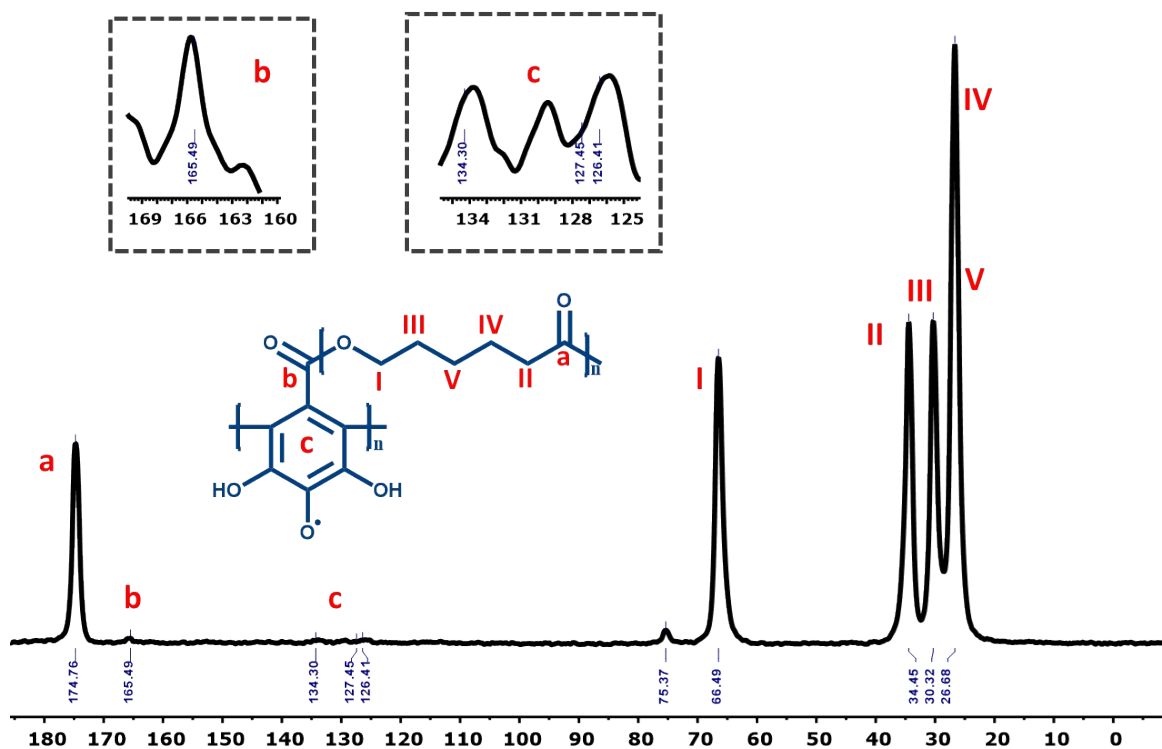 b
165.49
169 166 163 160
c
134.30
127.45
126.41
134 131 128 125
IV
V
III
II
I
O
O
III
IV
O
b
I
V
II
a
n
c
n
HO
OH
O•
a
b
c
174.76
165.49
134.30
127.45
126.41
75.37
66.49
34.45
30.32
26.68
180 170 160 150 140 130 120 110 100 90 80 70 60 50 40 30 20 10 0